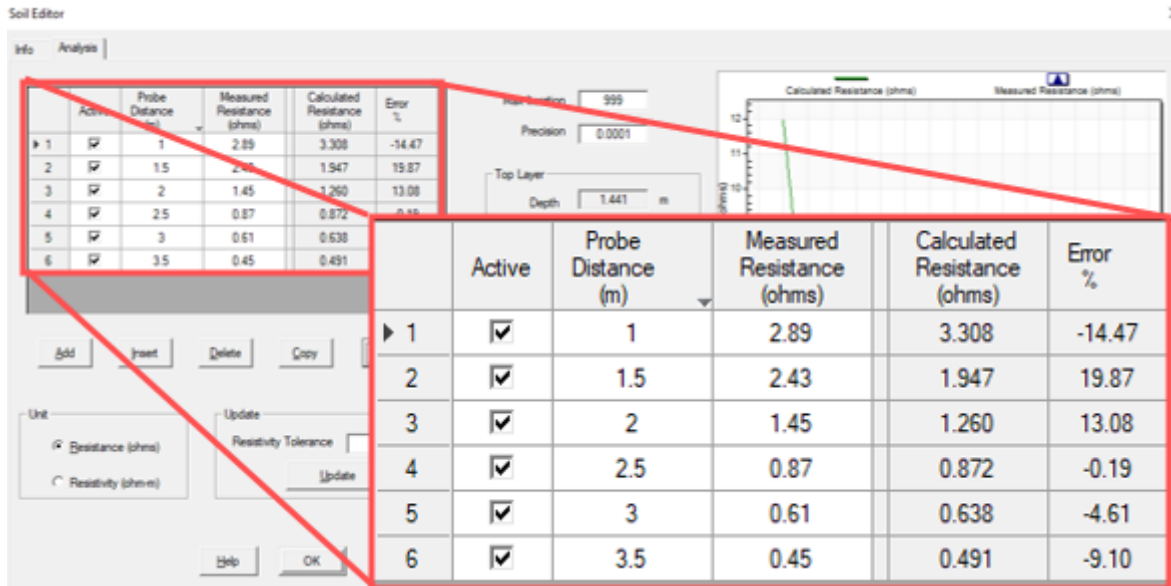 Soil Editor
Info Analysis
Active Probe Distance Measured Resistance (ohms) Calculated Resistance (ohms) Error %
1 1 2.89 3.308 -14.47
2 1.5 1.947 19.87
3 2 1.45 1.260 13.08
4 2.5 0.87 0.872 -0.19
5 3 0.61 0.638
6 3.5 0.45 0.491
999
Precision 0.0001
Top Layer
Depth 1.441 m
Calculated Resistance (ohms) Measured Resistance (ohms)
12
11
10
(ohms)
Add Insert Delete Copy
Unit
Resistance (ohms)
Resistivity (ohm-m)
Update
Resistivity Tolerance
Update
Help OK
Active Probe Distance (m) Measured Resistance (ohms) Calculated Resistance (ohms) Error %
1 1 2.89 3.308 -14.47
2 1.5 2.43 1.947 19.87
3 2 1.45 1.260 13.08
4 2.5 0.87 0.872 -0.19
5 3 0.61 0.638 -4.61
6 3.5 0.45 0.491 -9.10